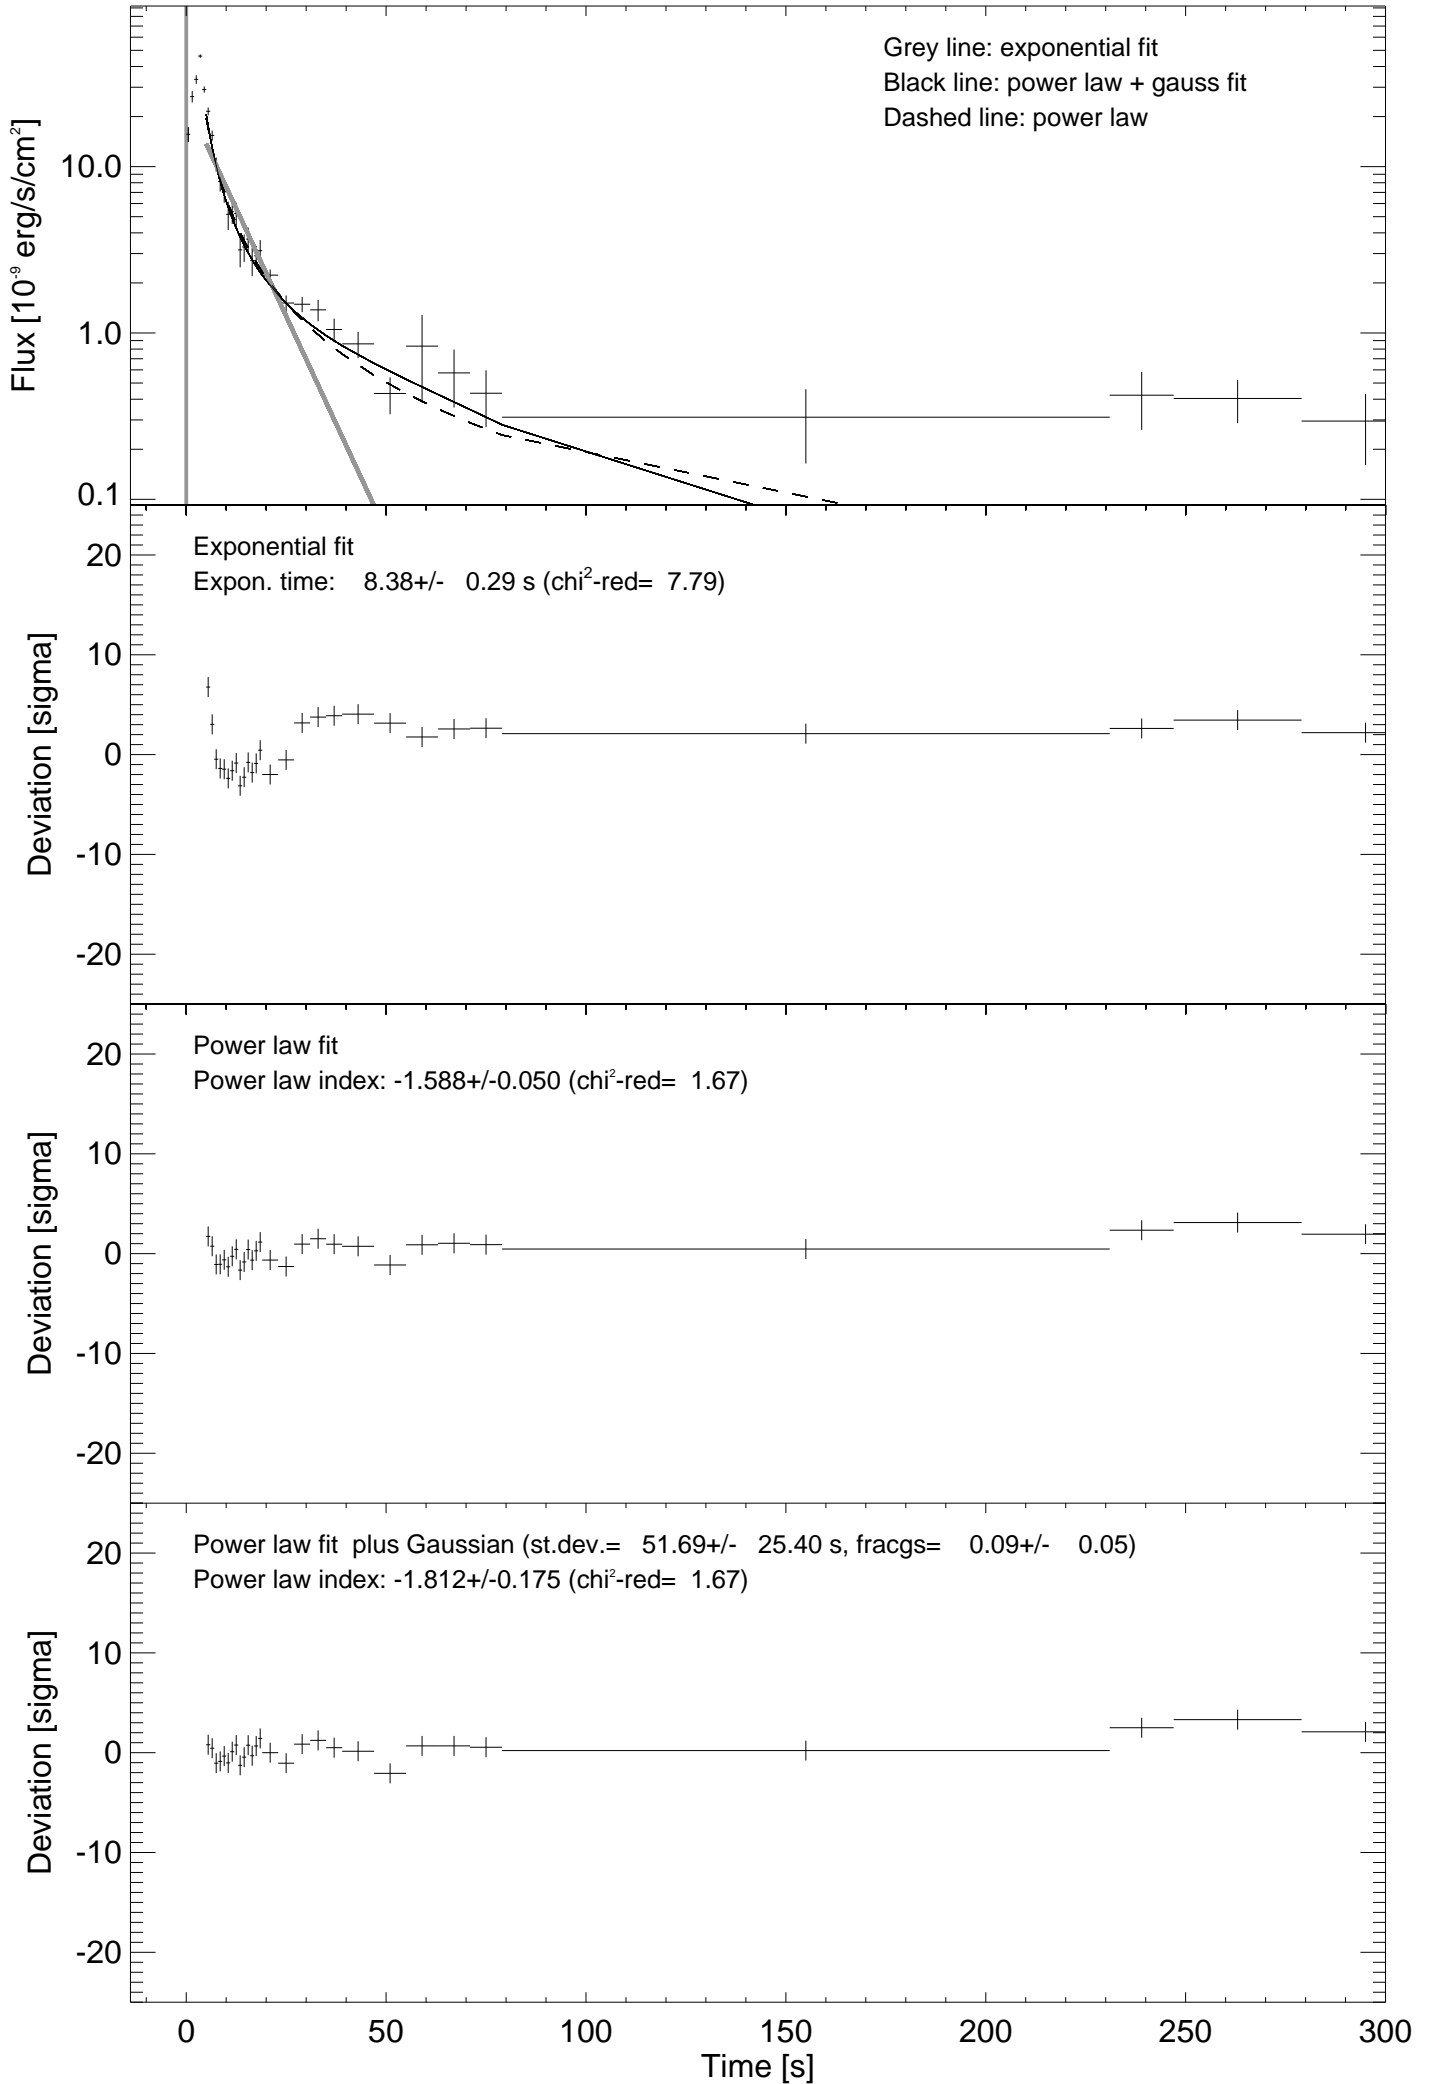 Grey line: exponential fit
Black line: power law + gauss fit
Dashed line: power law
Flux [10⁻⁹ erg/s/cm²]
10.0
1.0
0.1
Exponential fit
Expon. time: 8.38+/- 0.29 s (chi²-red= 7.79)
Deviation [sigma]
20
10
0
-10
-20
Power law fit
Power law index: -1.588+/-0.050 (chi²-red= 1.67)
Deviation [sigma]
20
10
0
-10
-20
Power law fit plus Gaussian (st.dev.= 51.69+/- 25.40 s, fracgs= 0.09+/- 0.05)
Power law index: -1.812+/-0.175 (chi²-red= 1.67)
Deviation [sigma]
20
10
0
-10
-20
0 50 100 150 200 250 300
Time [s]